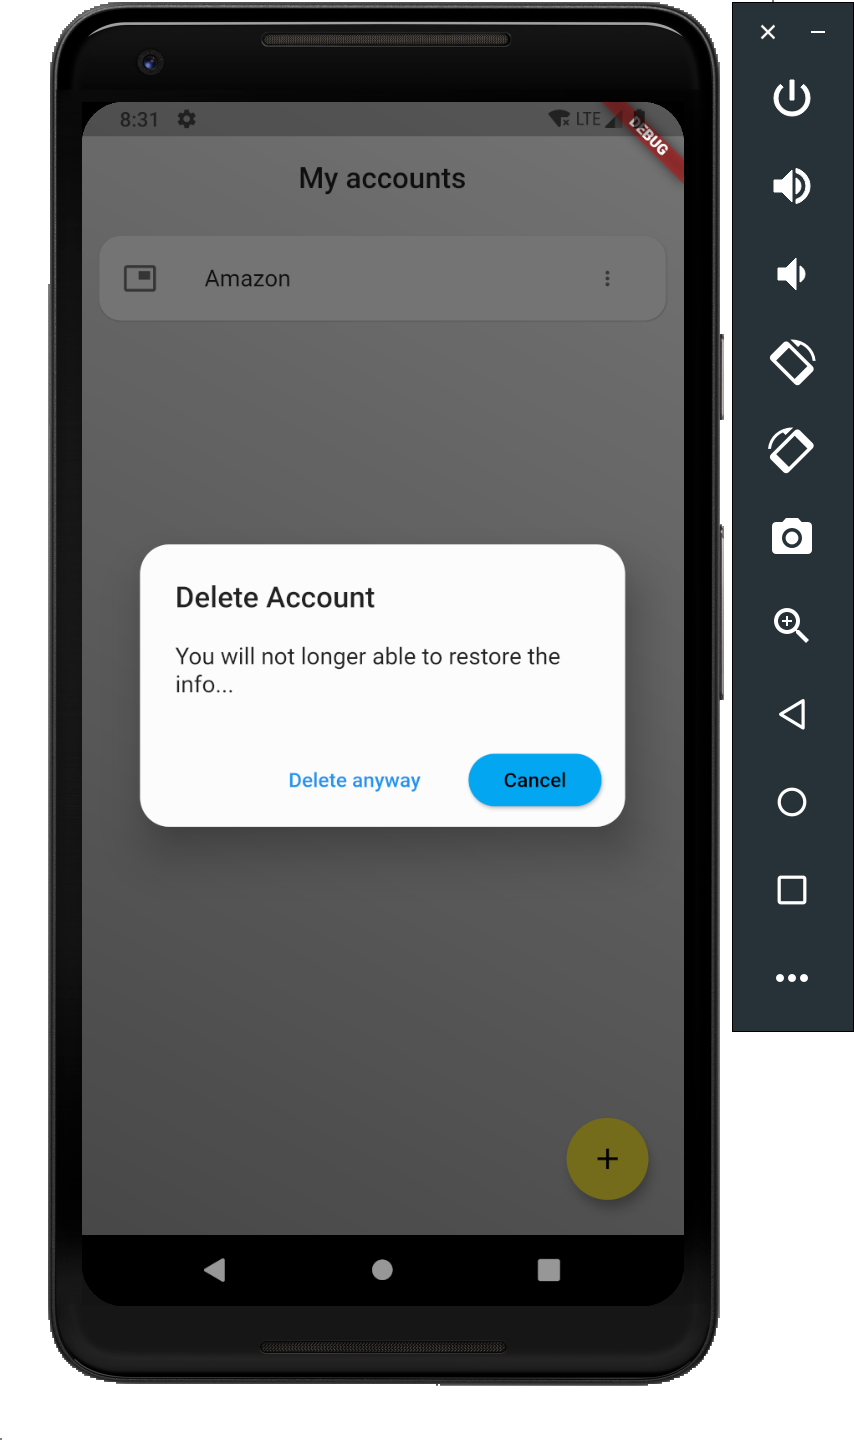 8:31 LTE
DEBUG
My accounts
Amazon
Delete Account
You will not longer able to restore the
info...
Delete anyway Cancel